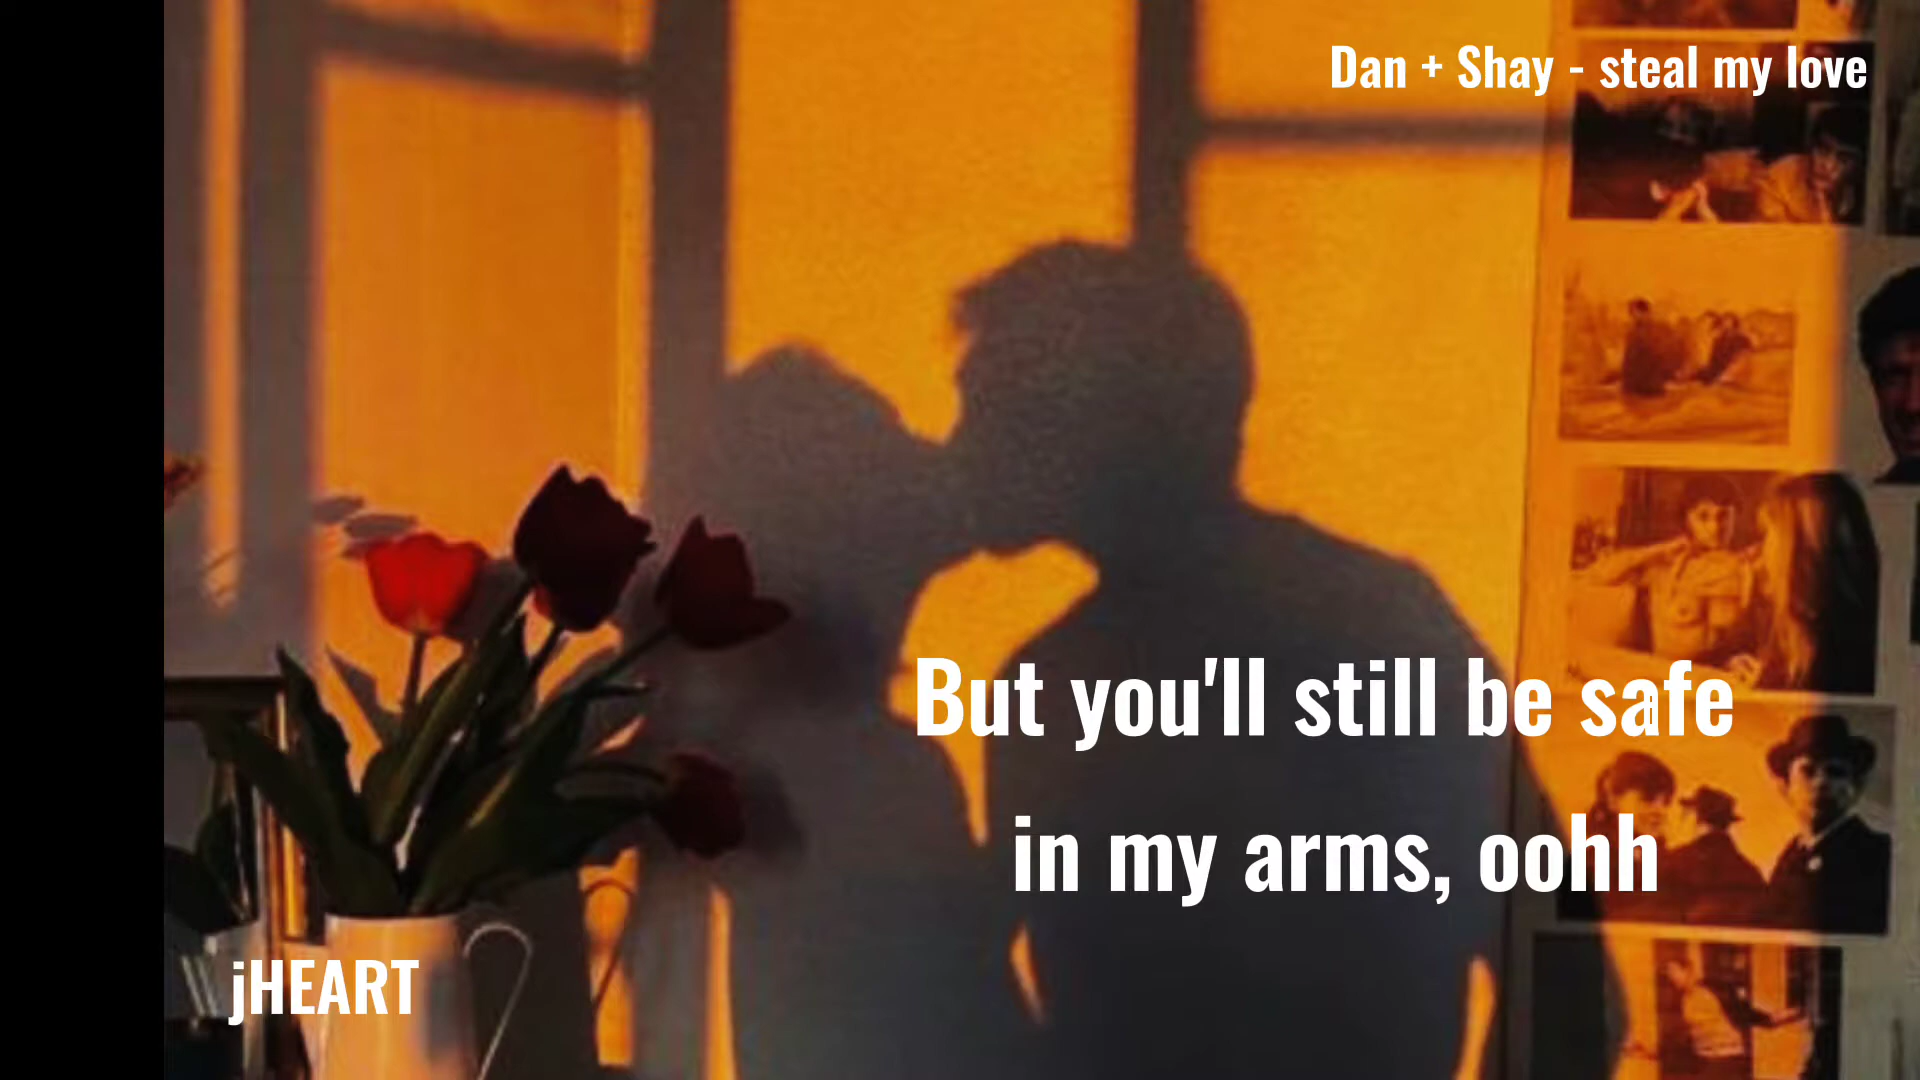 Dan + Shay - steal my love
But you'll still be safe
in my arms, oohh
jHEART